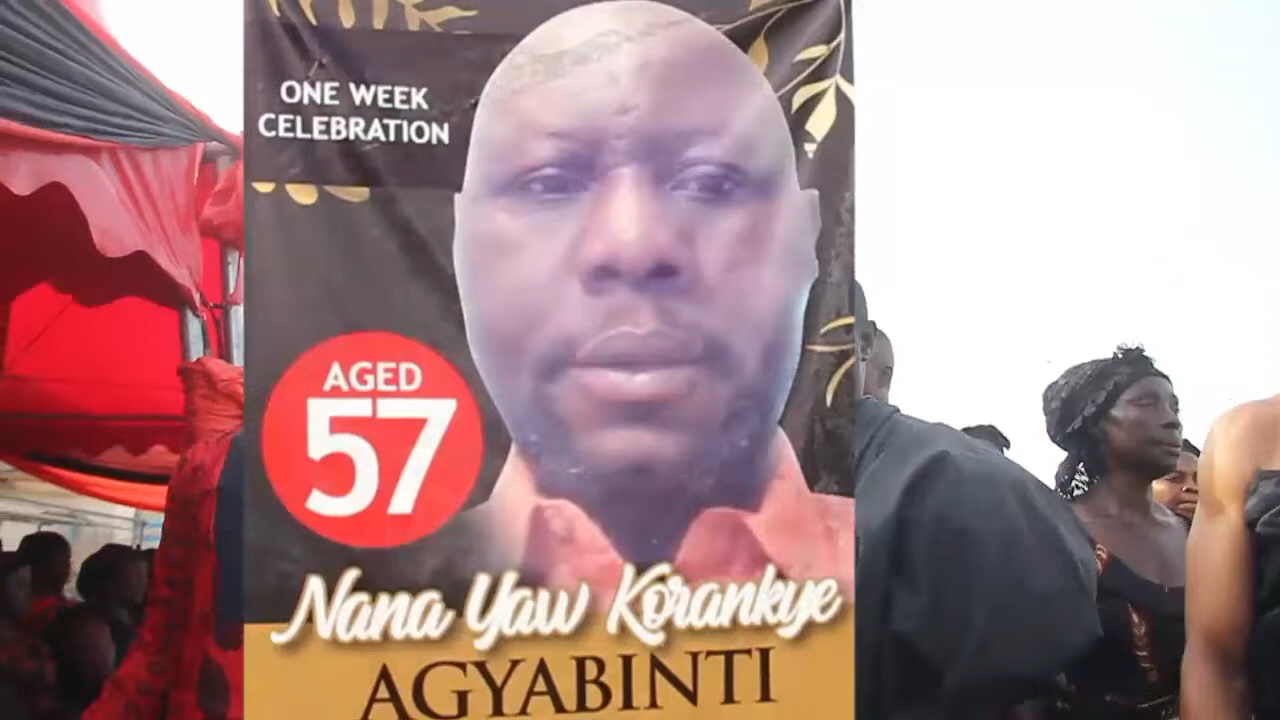 ONE WEEK
CELEBRATION
AGED
57
Nana Yaw Korankye
AGYABINTI